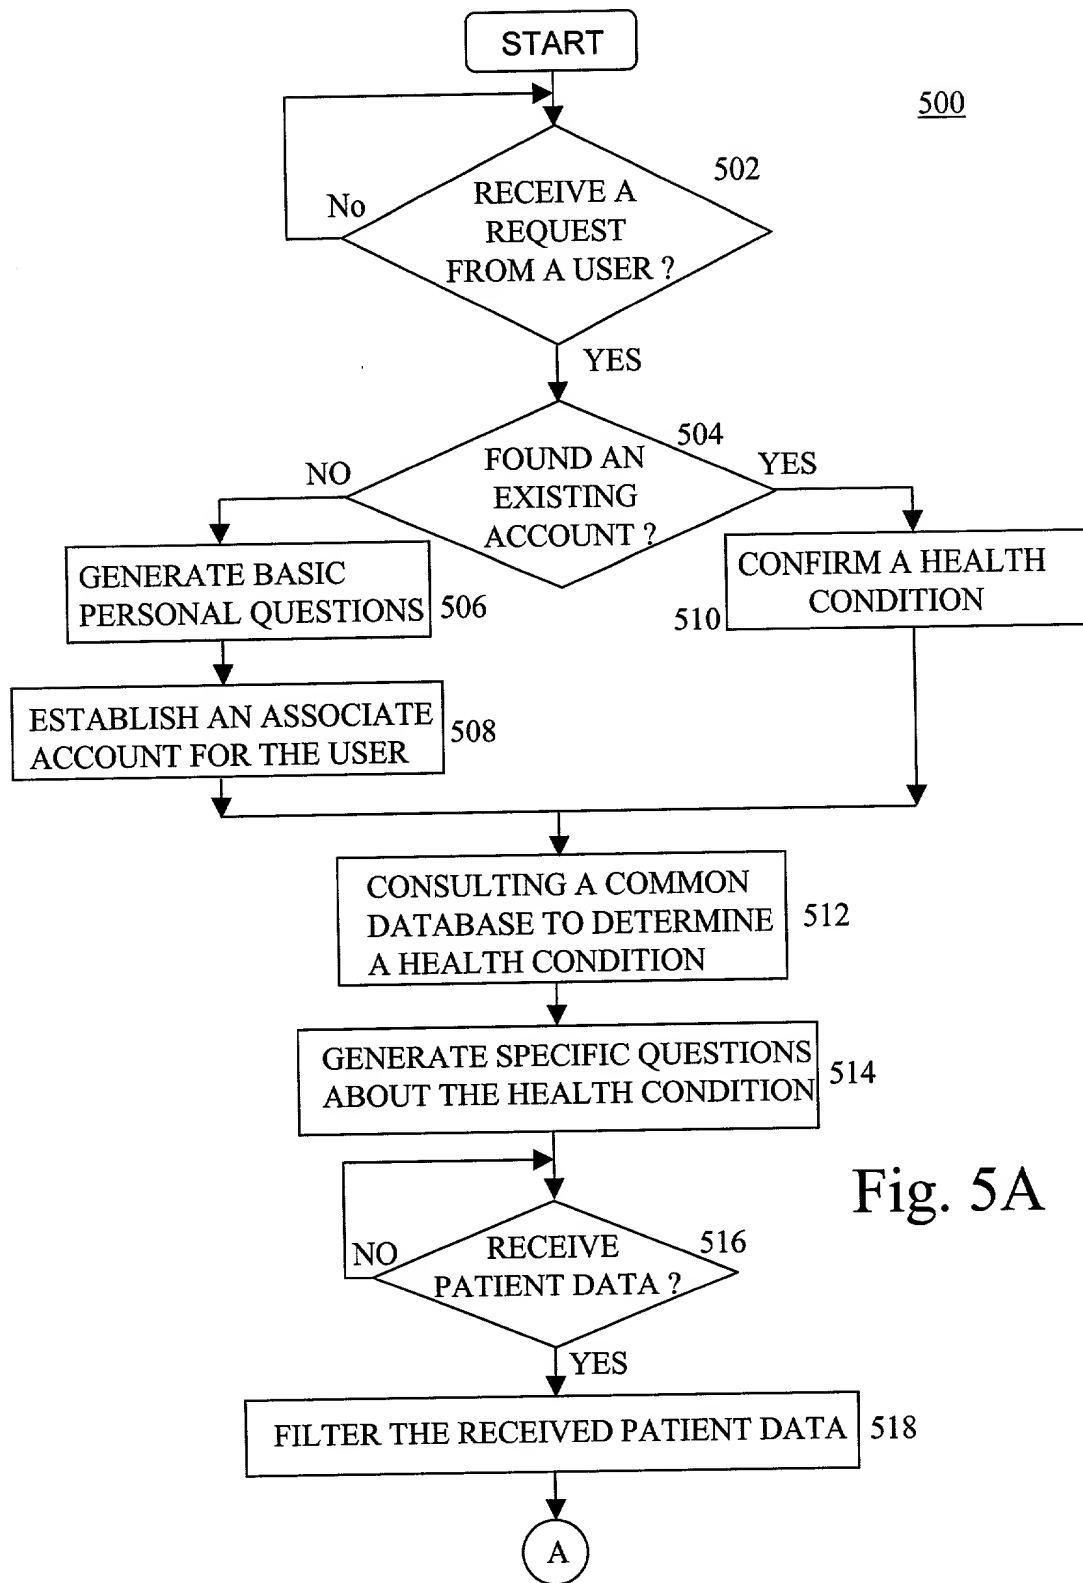 START
500
502
RECEIVE A
REQUEST
FROM A USER ?
No
YES
504
FOUND AN
EXISTING
ACCOUNT ?
NO
YES
GENERATE BASIC
PERSONAL QUESTIONS
506
CONFIRM A HEALTH
CONDITION
510
ESTABLISH AN ASSOCIATE
ACCOUNT FOR THE USER
508
CONSULTING A COMMON
DATABASE TO DETERMINE
A HEALTH CONDITION
512
GENERATE SPECIFIC QUESTIONS
ABOUT THE HEALTH CONDITION
514
Fig. 5A
RECEIVE
PATIENT DATA ?
516
NO
YES
FILTER THE RECEIVED PATIENT DATA
518
A